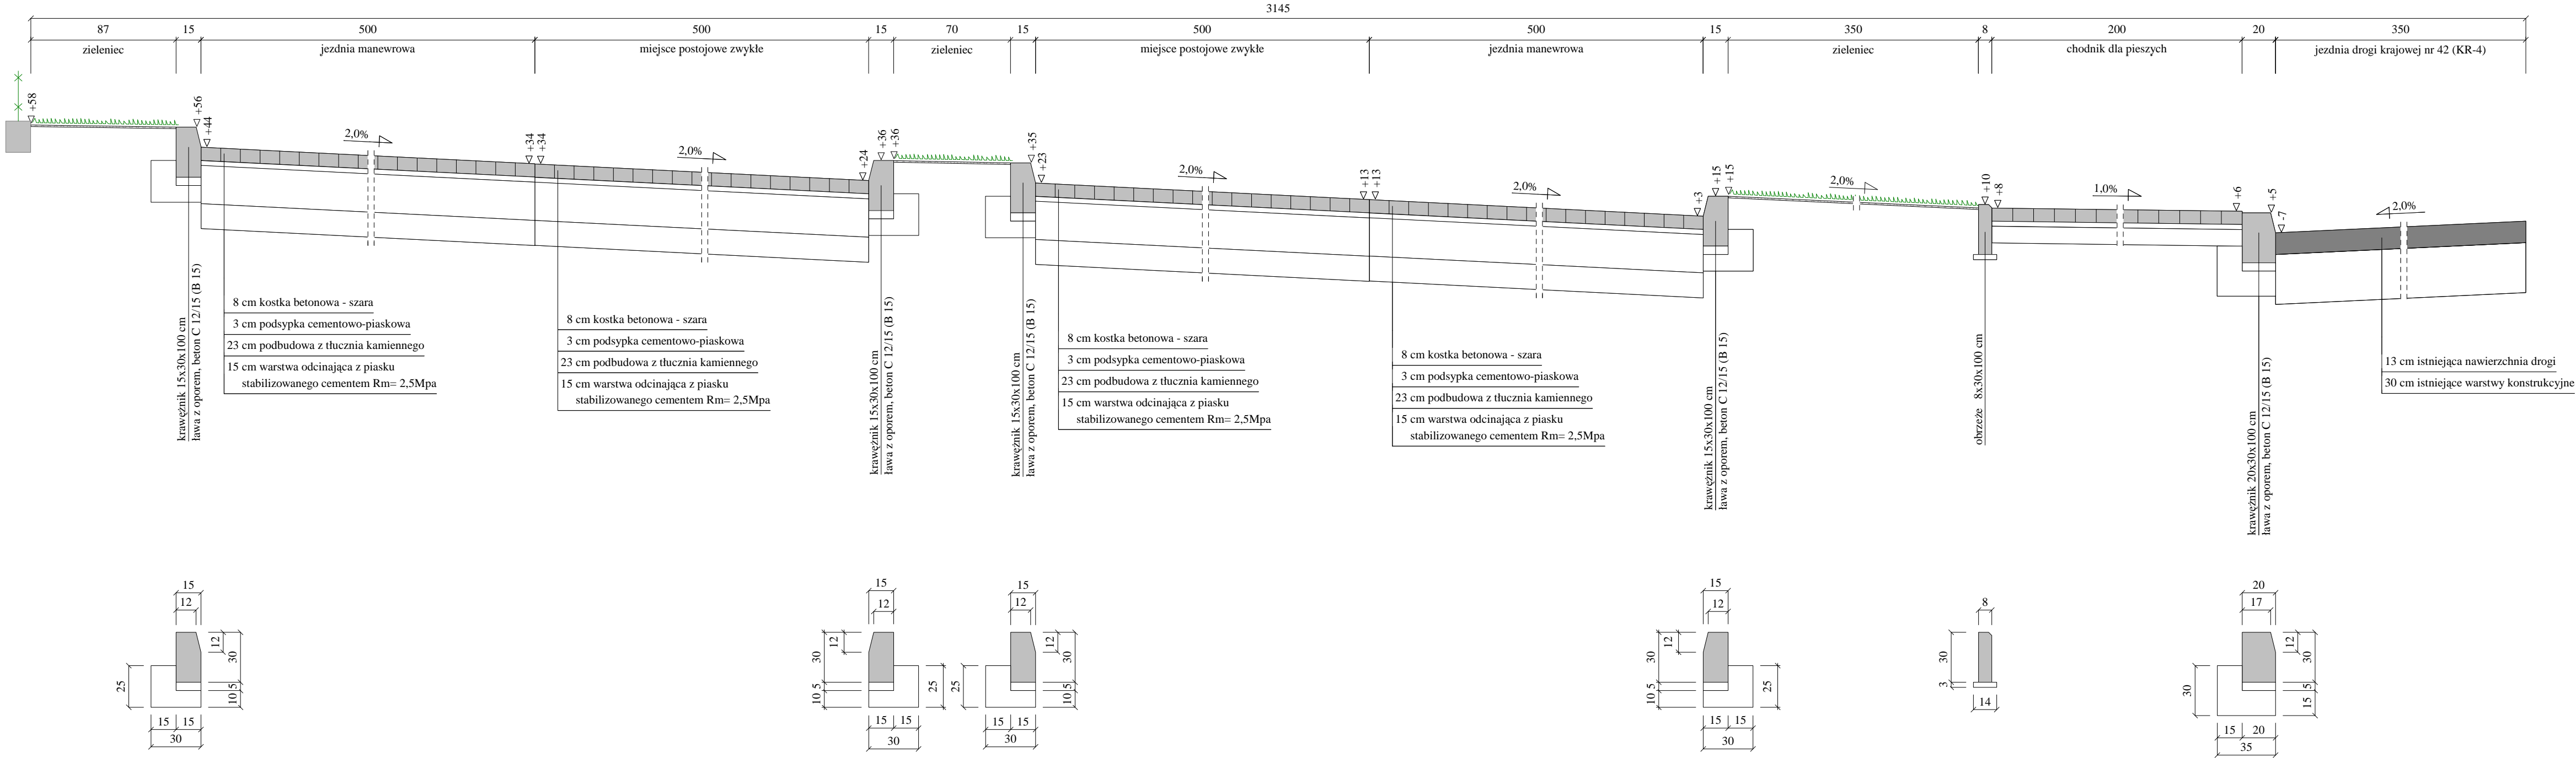 3145
87 15 500 500 15 70 15 500 500 15 350 8 200 20 350
zieleniec jezdnia manewrowa miejsce postojowe zwykłe zieleniec miejsce postojowe zwykłe jezdnia manewrowa zieleniec chodnik dla pieszych jezdnia drogi krajowej nr 42 (KR-4)
+58 +56 +44 +34 +34 +24 +36 +36 +35 +23 +13 +13 +3 +15 +15 +10 +8 +6 +5 -7
2,0% 2,0% 2,0% 2,0% 2,0% 1,0% 2,0%
krawężnik 15x30x100 cm
ława z oporem, beton C 12/15 (B 15)
8 cm kostka betonowa - szara
3 cm podsypka cementowo-piaskowa
23 cm podbudowa z tłucznia kamiennego
15 cm warstwa odcinająca z piasku
stabilizowanego cementem Rm= 2,5Mpa
8 cm kostka betonowa - szara
3 cm podsypka cementowo-piaskowa
23 cm podbudowa z tłucznia kamiennego
15 cm warstwa odcinająca z piasku
stabilizowanego cementem Rm= 2,5Mpa
krawężnik 15x30x100 cm
ława z oporem, beton C 12/15 (B 15)
krawężnik 15x30x100 cm
ława z oporem, beton C 12/15 (B 15)
8 cm kostka betonowa - szara
3 cm podsypka cementowo-piaskowa
23 cm podbudowa z tłucznia kamiennego
15 cm warstwa odcinająca z piasku
stabilizowanego cementem Rm= 2,5Mpa
8 cm kostka betonowa - szara
3 cm podsypka cementowo-piaskowa
23 cm podbudowa z tłucznia kamiennego
15 cm warstwa odcinająca z piasku
stabilizowanego cementem Rm= 2,5Mpa
krawężnik 15x30x100 cm
ława z oporem, beton C 12/15 (B 15)
obrzeże 8x30x100 cm
krawężnik 20x30x100 cm
ława z oporem, beton C 12/15 (B 15)
13 cm istniejąca nawierzchnia drogi
30 cm istniejące warstwy konstrukcyjne
15
12
12
30
25
5
10
15 15
30
15
12
12
30
5
10
25
15 15
30
15
12
12
30
25
5
10
15 15
30
15
12
12
30
5
10
25
15 15
30
8
30
3
14
20
17
12
30
30
5
15
15 20
35